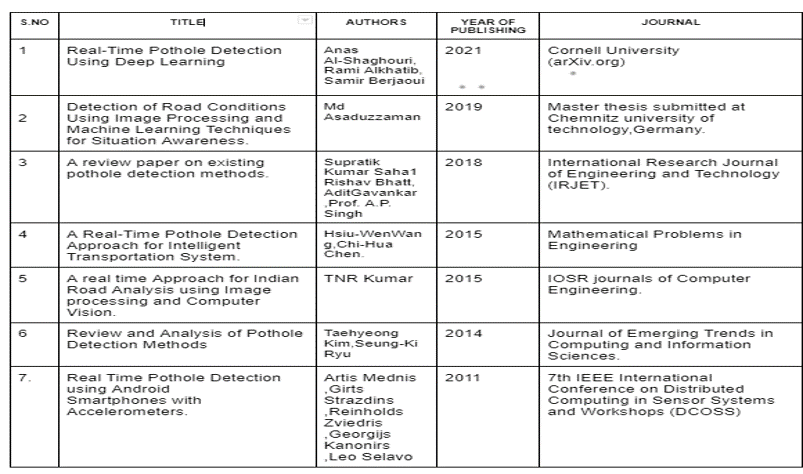 S.NO TITLE AUTHORS YEAR OF PUBLISHING JOURNAL
1 Real-Time Pothole Detection Using Deep Learning Anas Al-Shaghouri, Rami Alkhatib, Samir Berjaoui 2021 Cornell University (arXiv.org)
2 Detection of Road Conditions Using Image Processing and Machine Learning Techniques for Situation Awareness. Md Asaduzzaman 2019 Master thesis submitted at Chemnitz university of technology,Germany.
3 A review paper on existing pothole detection methods. Supratik Kumar Saha1 Rishav Bhatt, AditGavankar ,Prof. A.P. Singh 2018 International Research Journal of Engineering and Technology (IRJET).
4 A Real-Time Pothole Detection Approach for Intelligent Transportation System. Hsiu-WenWan g,Chi-Hua Chen. 2015 Mathematical Problems in Engineering
5 A real time Approach for Indian Road Analysis using Image processing and Computer Vision. TNR Kumar 2015 IOSR journals of Computer Engineering.
6 Review and Analysis of Pothole Detection Methods Taehyeong Kim,Seung-Ki Ryu 2014 Journal of Emerging Trends in Computing and Information Sciences.
7. Real Time Pothole Detection using Android Smartphones with Accelerometers. Artis Mednis ,Girts Strazdins ,Reinholds Zviedris ,Georgijs Kanonirs ,Leo Selavo 2011 7th IEEE International Conference on Distributed Computing in Sensor Systems and Workshops (DCOSS)